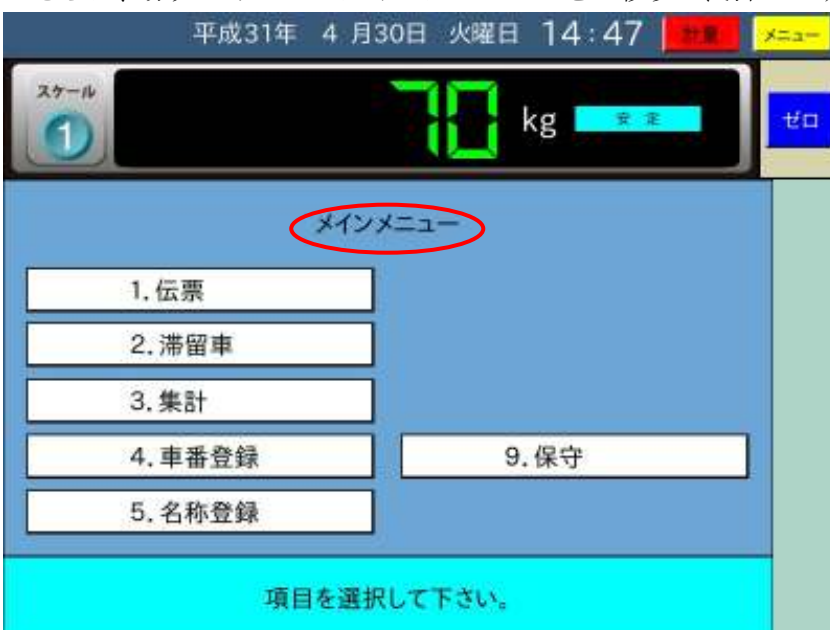 平成31年 4月30日 火曜日 14:47 計量 メニュー
スケール
1
70 kg 安定
ゼロ
メインメニュー
1.伝票
2.滞留車
3.集計
4.車番登録 9.保守
5.名称登録
項目を選択して下さい。